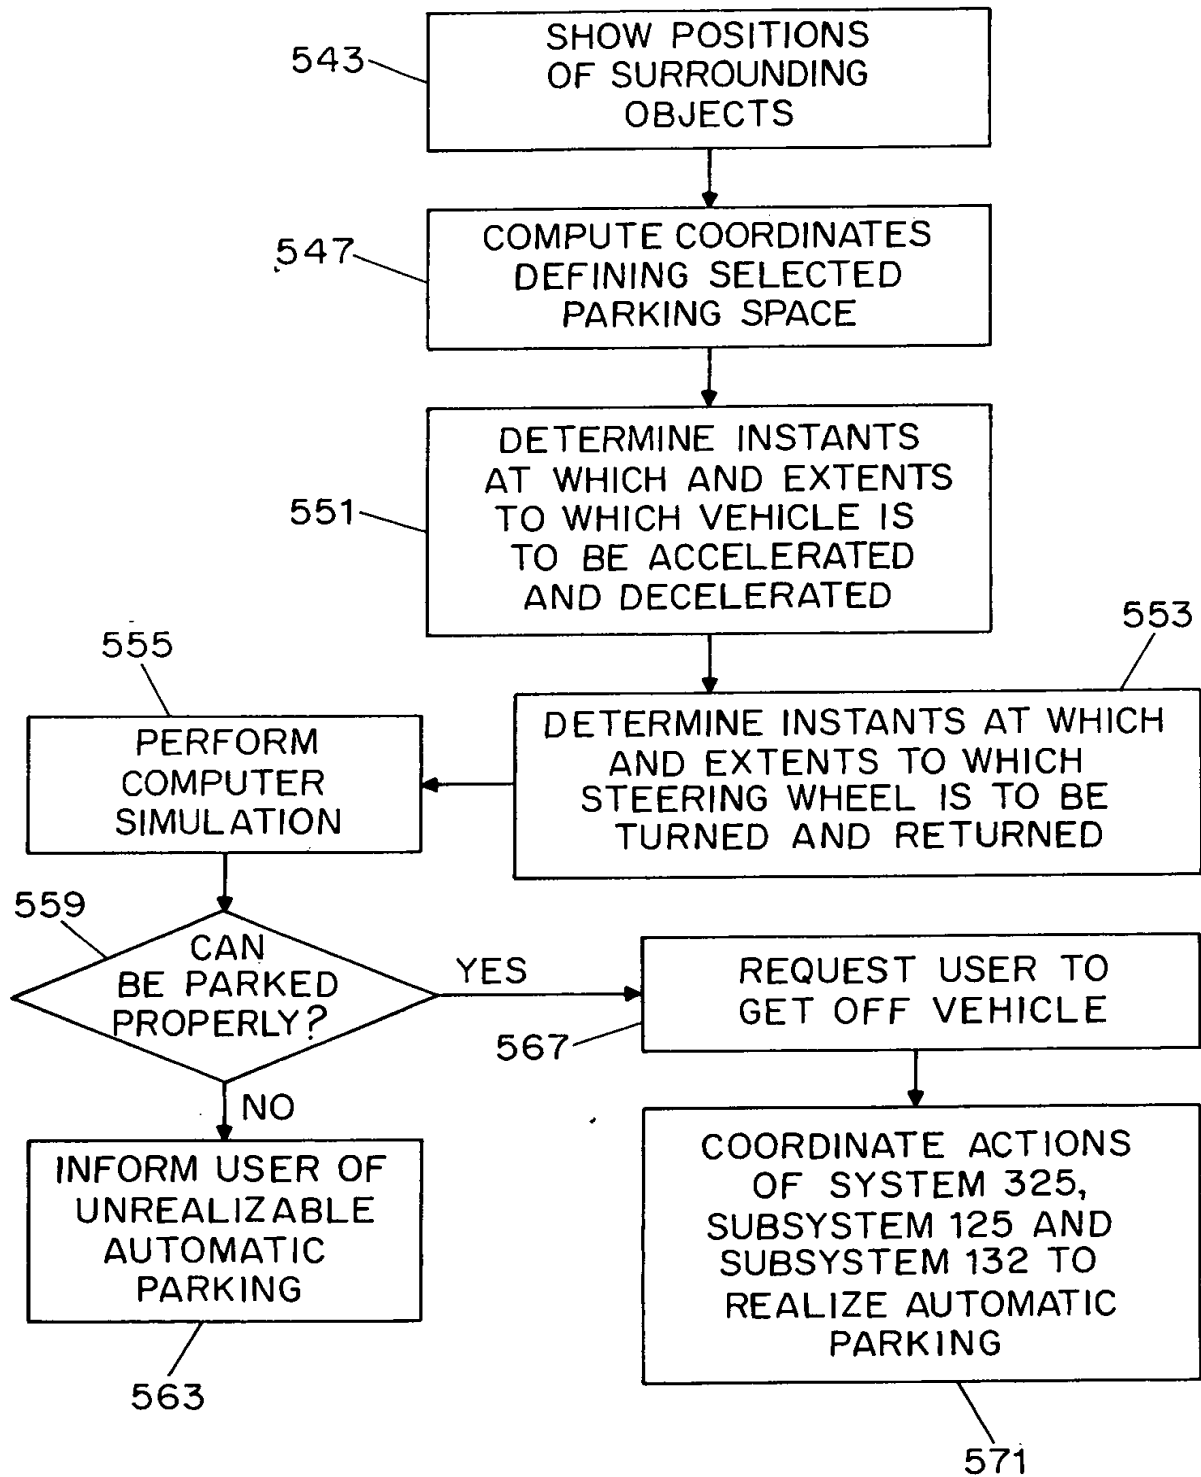 543
SHOW POSITIONS
OF SURROUNDING
OBJECTS
547
COMPUTE COORDINATES
DEFINING SELECTED
PARKING SPACE
551
DETERMINE INSTANTS
AT WHICH AND EXTENTS
TO WHICH VEHICLE IS
TO BE ACCELERATED
AND DECELERATED
553
DETERMINE INSTANTS AT WHICH
AND EXTENTS TO WHICH
STEERING WHEEL IS TO BE
TURNED AND RETURNED
555
PERFORM
COMPUTER
SIMULATION
559
CAN
BE PARKED
PROPERLY?
YES
NO
567
REQUEST USER TO
GET OFF VEHICLE
INFORM USER OF
UNREALIZABLE
AUTOMATIC
PARKING
563
COORDINATE ACTIONS
OF SYSTEM 325,
SUBSYSTEM 125 AND
SUBSYSTEM 132 TO
REALIZE AUTOMATIC
PARKING
571